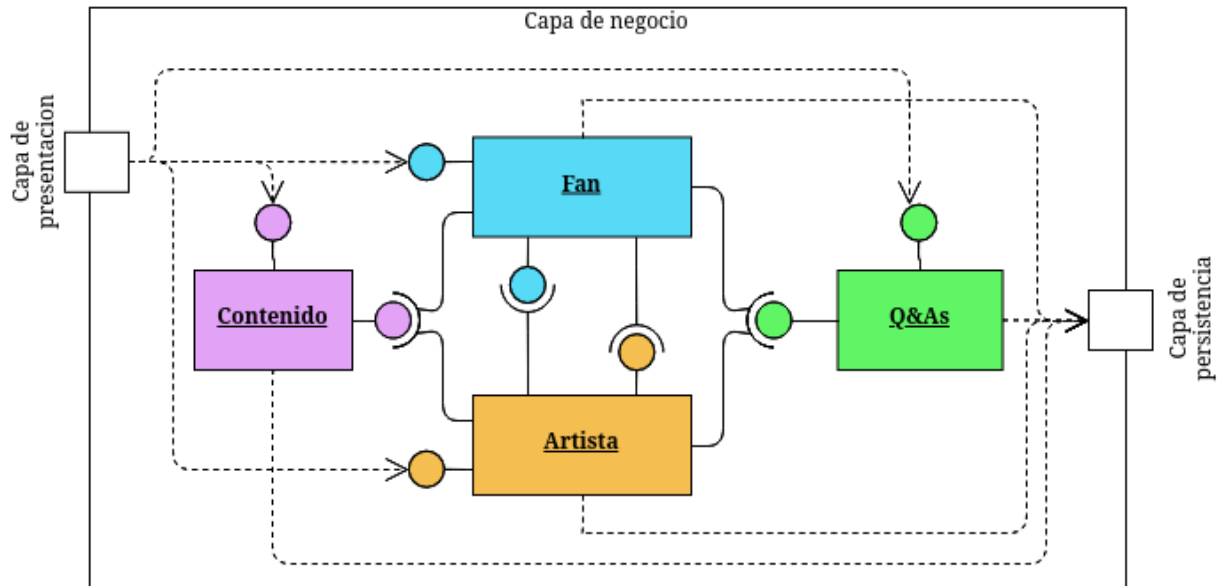 Capa de negocio
Capa de
presentacion
Fan
Contenido
Q&As
Artista
Capa de
persistencia